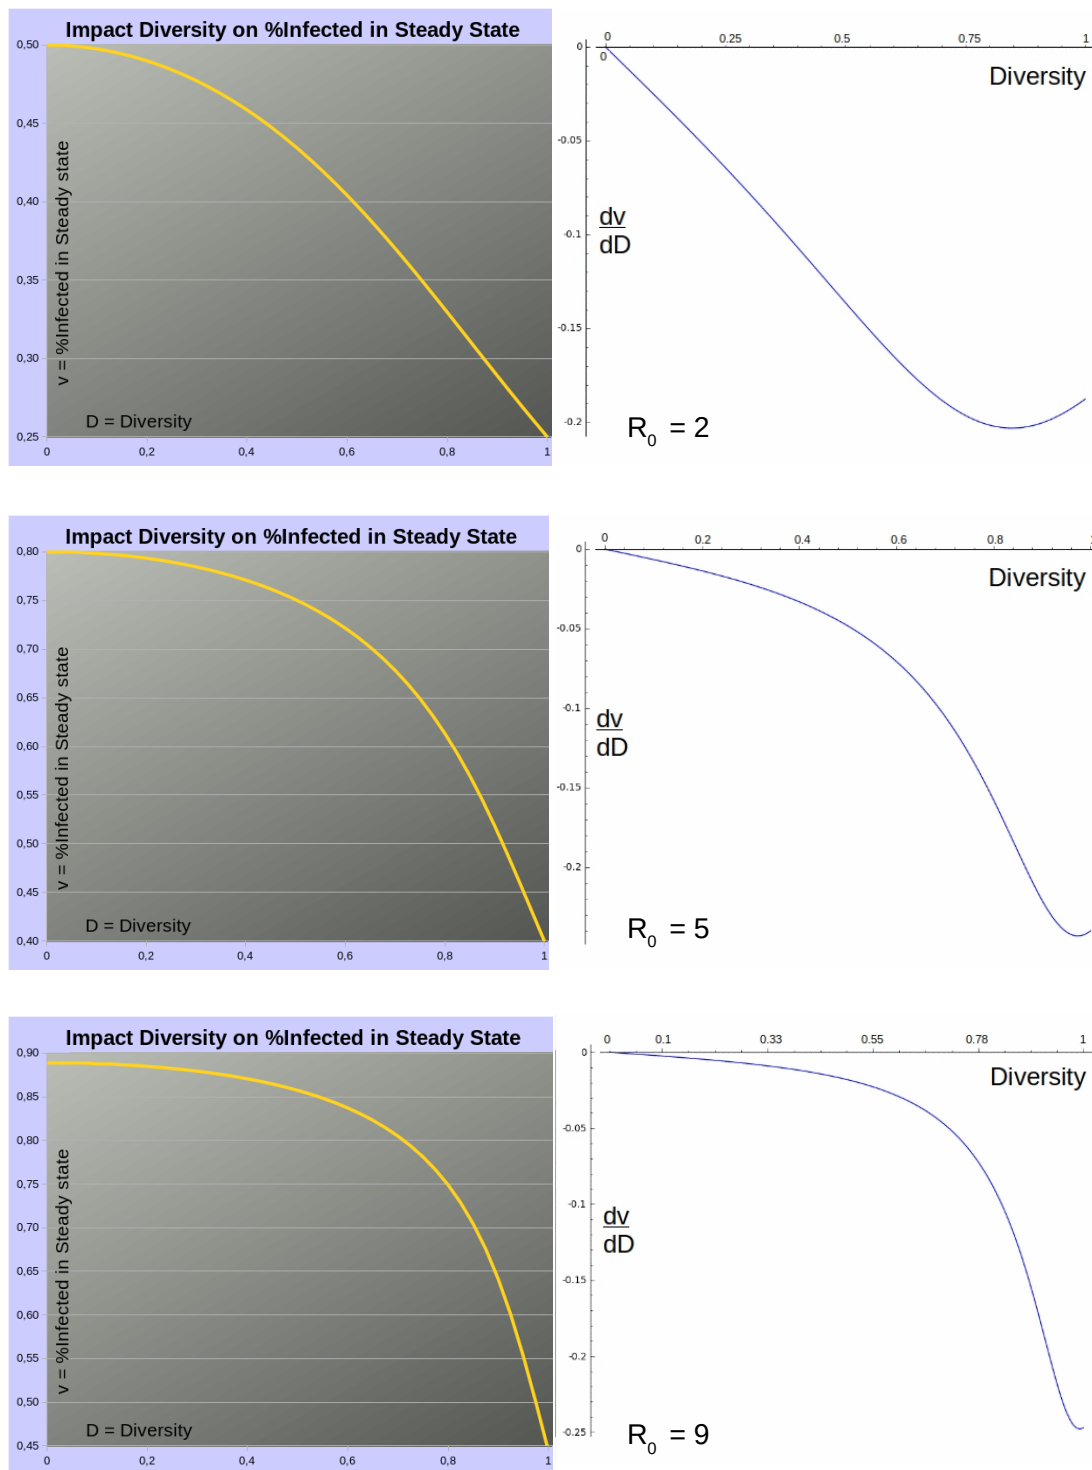 Impact Diversity on %Infected in Steady State
0,50
0,45
0,40
0,35
0,30
0,25
v = %Infected in Steady state
D = Diversity
0 0,2 0,4 0,6 0,8 1
0 0.25 0.5 0.75 1
0
0
-0.05
-0.1
-0.15
-0.2
Diversity
dv
dD
R0 = 2
Impact Diversity on %Infected in Steady State
0,80
0,75
0,70
0,65
0,60
0,55
0,50
0,45
0,40
v = %Infected in Steady state
D = Diversity
0 0,2 0,4 0,6 0,8 1
0 0.2 0.4 0.6 0.8 1
0
-0.05
-0.1
-0.15
-0.2
Diversity
dv
dD
R0 = 5
Impact Diversity on %Infected in Steady State
0,90
0,85
0,80
0,75
0,70
0,65
0,60
0,55
0,50
0,45
v = %Infected in Steady state
D = Diversity
0 0,2 0,4 0,6 0,8 1
0 0.1 0.33 0.55 0.78 1
0
-0.05
-0.1
-0.15
-0.2
-0.25
Diversity
dv
dD
R0 = 9